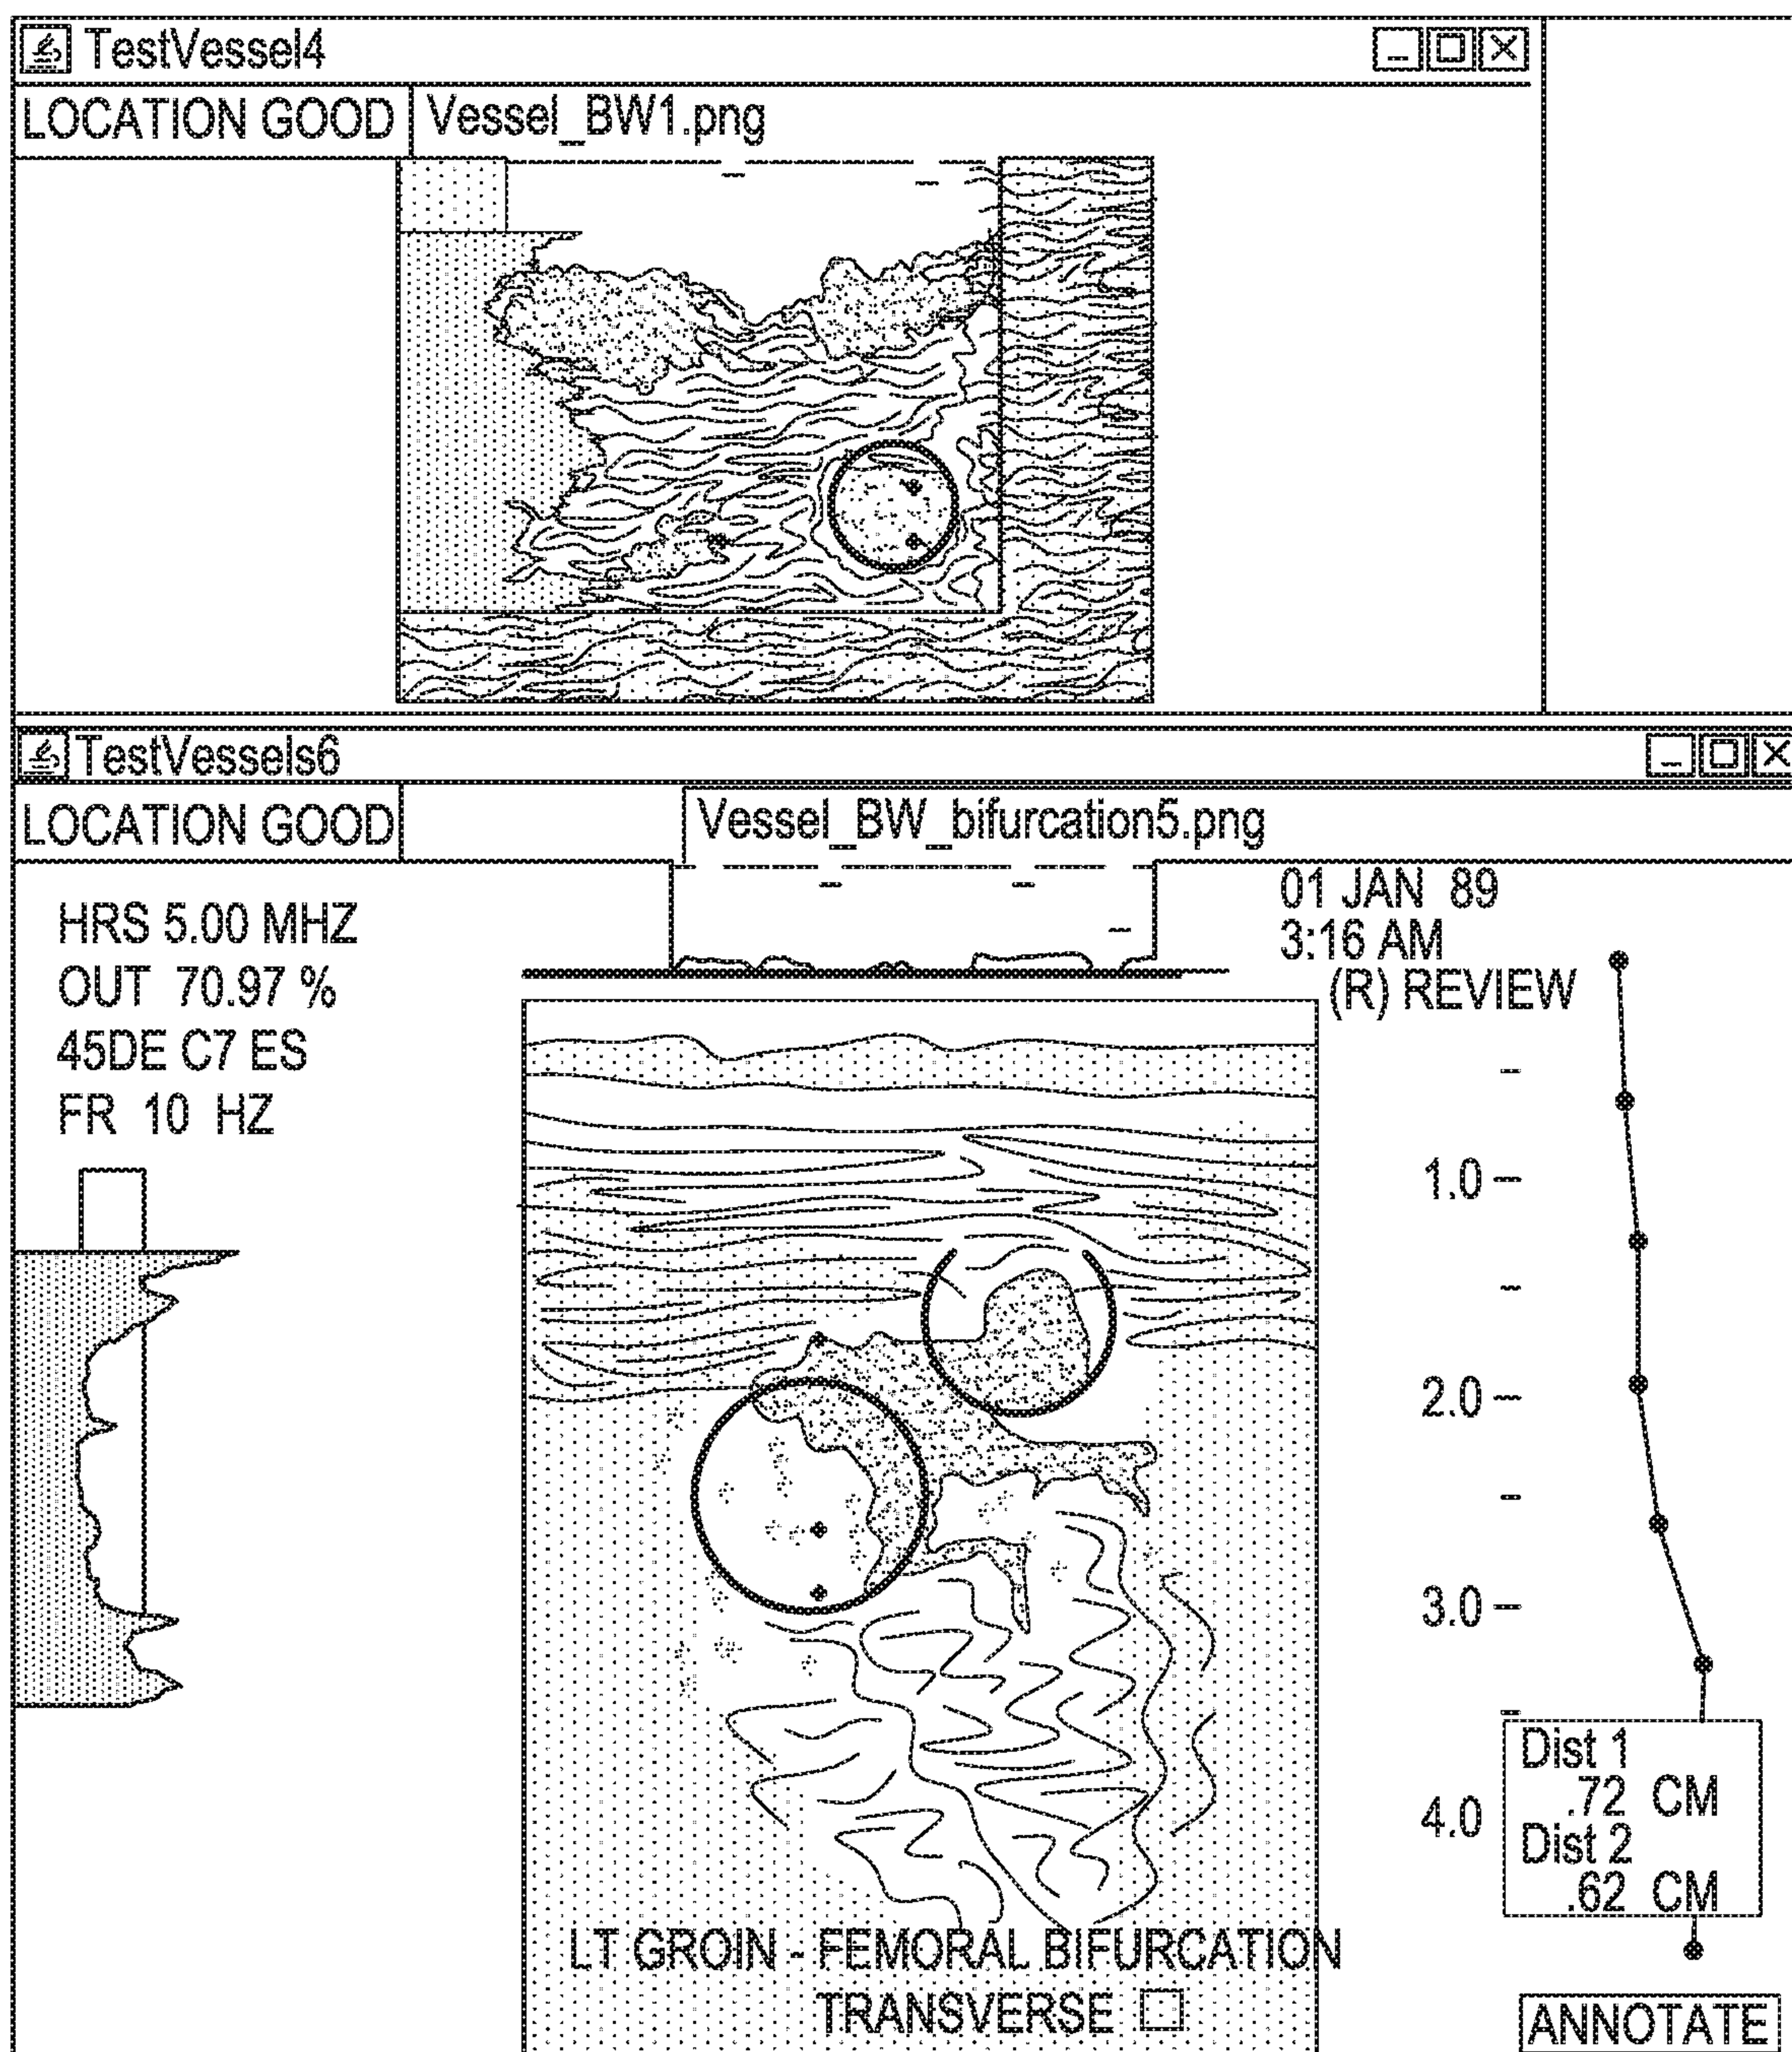 TestVessel4
LOCATION GOOD Vessel_BW1.png
TestVessels6
LOCATION GOOD Vessel_BW_bifurcation5.png
HRS 5.00 MHZ
OUT 70.97 %
45DE C7 ES
FR 10 HZ
01 JAN 89
3:16 AM
(R) REVIEW
1.0
2.0
3.0
4.0
Dist 1
.72 CM
Dist 2
.62 CM
LT GROIN - FEMORAL BIFURCATION
TRANSVERSE
ANNOTATE